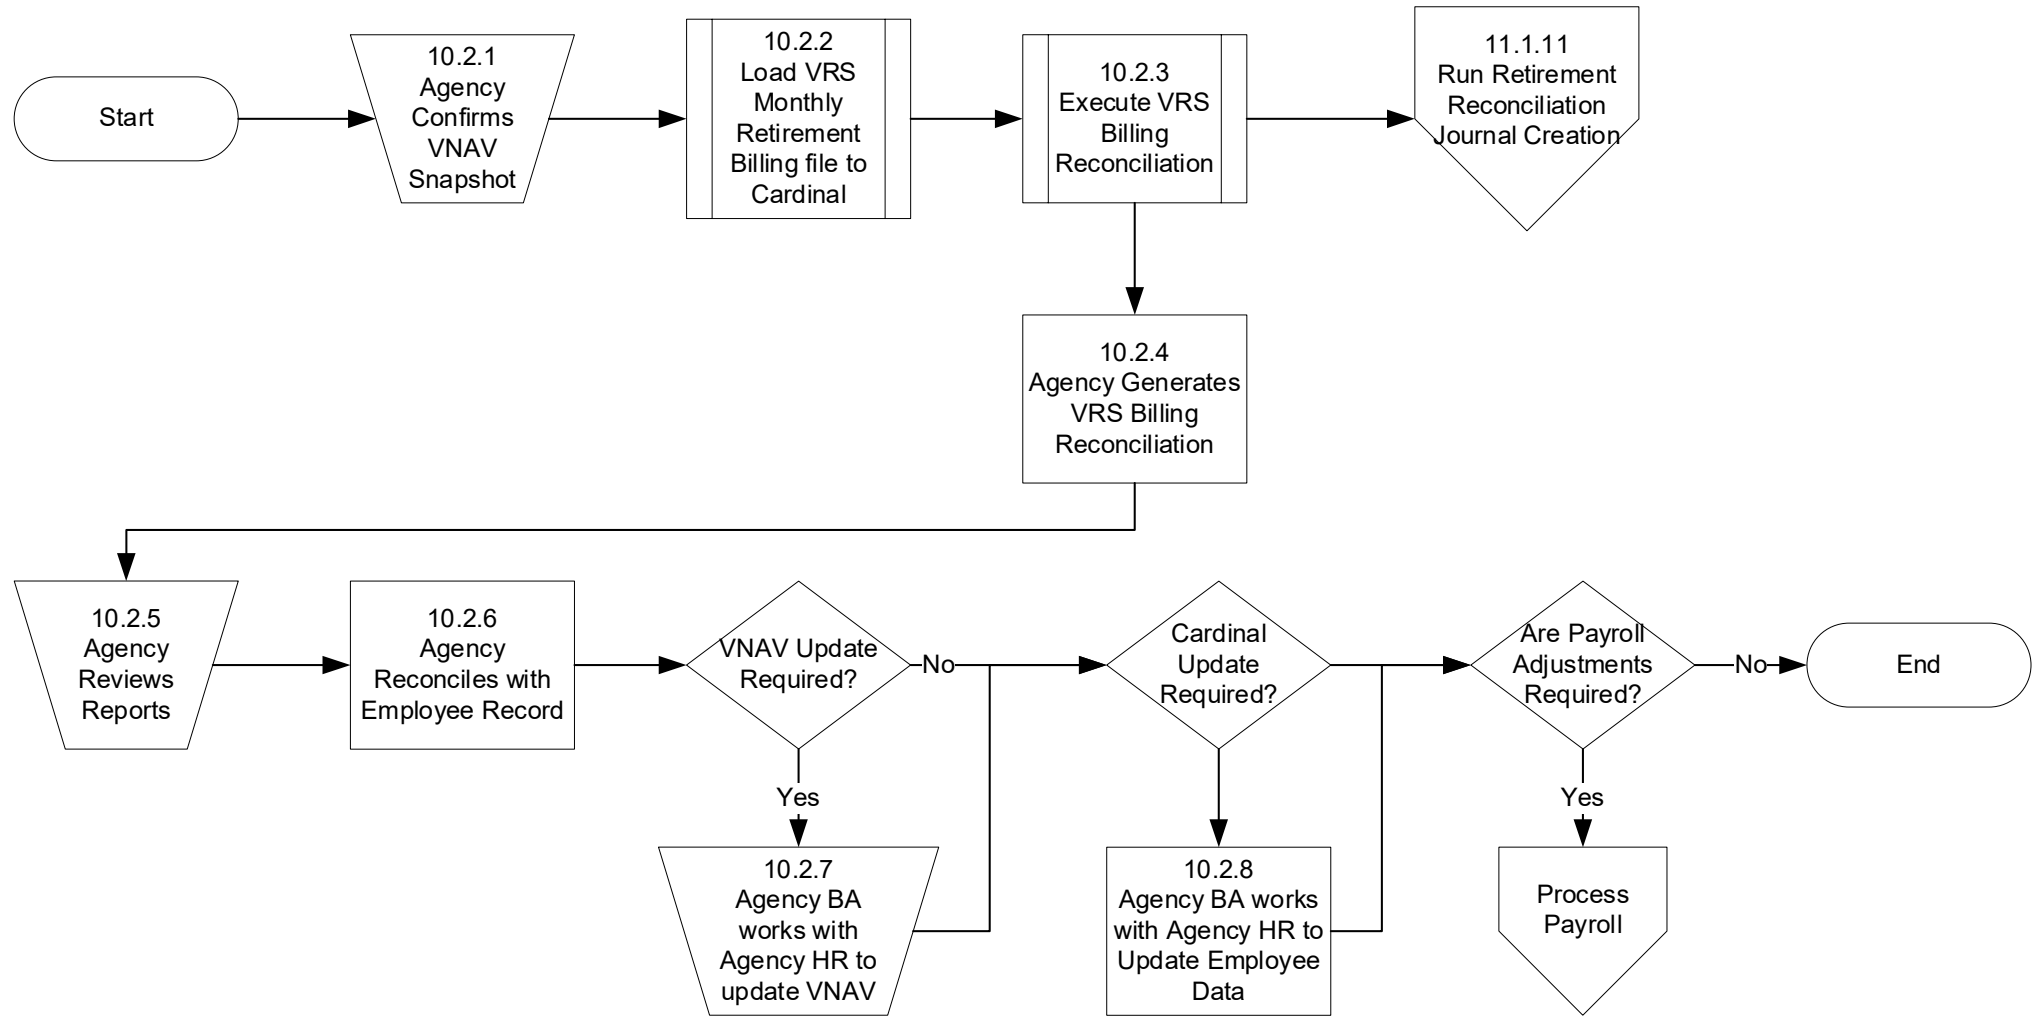 Start
10.2.1
Agency
Confirms
VNAV
Snapshot
10.2.2
Load VRS
Monthly
Retirement
Billing file to
Cardinal
10.2.3
Execute VRS
Billing
Reconciliation
11.1.11
Run Retirement
Reconciliation
Journal Creation
10.2.4
Agency Generates
VRS Billing
Reconciliation
10.2.5
Agency
Reviews
Reports
10.2.6
Agency
Reconciles with
Employee Record
VNAV Update
Required?
No
Yes
10.2.7
Agency BA
works with
Agency HR to
update VNAV
Cardinal
Update
Required?
10.2.8
Agency BA works
with Agency HR to
Update Employee
Data
Are Payroll
Adjustments
Required?
No
Yes
Process
Payroll
End